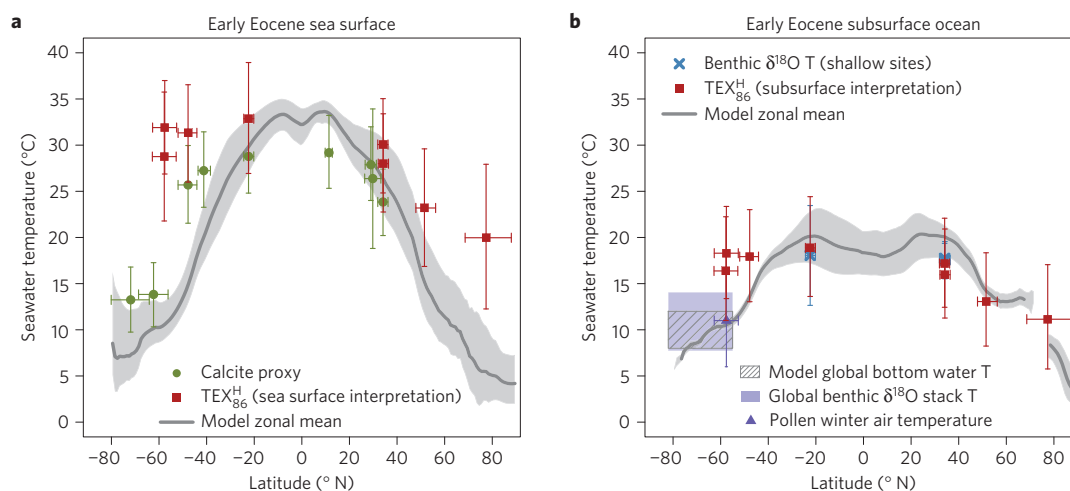 a
Early Eocene sea surface
40
35
30
25
20
15
10
5
0
Seawater temperature (°C)
Calcite proxy
TEX₈₆ᴴ (sea surface interpretation)
Model zonal mean
−80 −60 −40 −20 0 20 40 60 80
Latitude (° N)
b
Early Eocene subsurface ocean
40
35
30
25
20
15
10
5
0
Seawater temperature (°C)
Benthic δ¹⁸O T (shallow sites)
TEX₈₆ᴴ (subsurface interpretation)
Model zonal mean
Model global bottom water T
Global benthic δ¹⁸O stack T
Pollen winter air temperature
−80 −60 −40 −20 0 20 40 60 80
Latitude (° N)